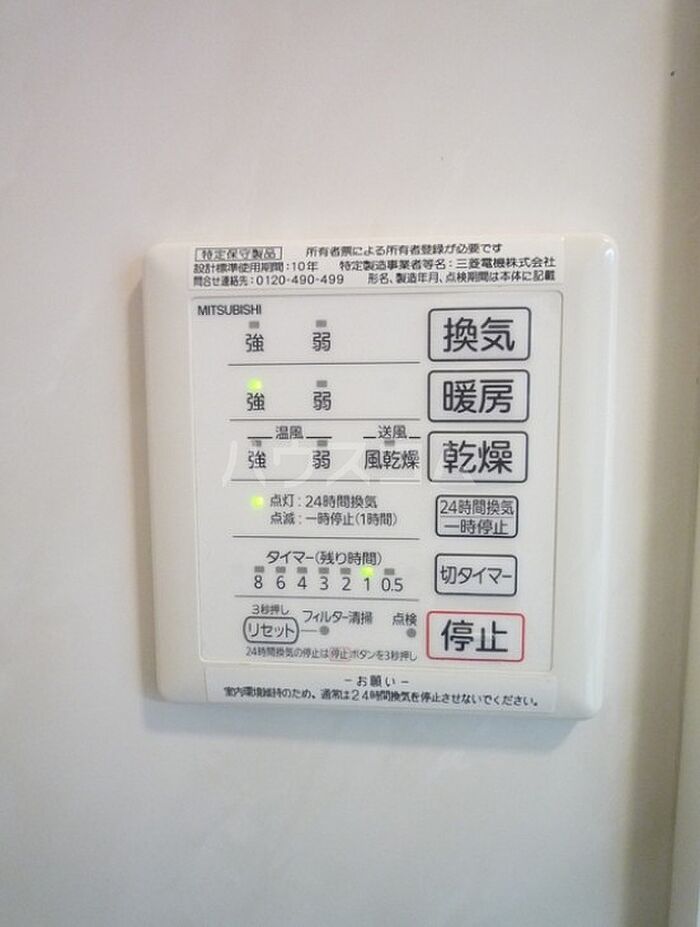 特定保守製品 所有者票による所有者登録が必要です
設計標準使用期間:10年 特定製造事業者等名:三菱電機株式会社
問合せ連絡先:0120-490-499 形名、製造年月、点検期間は本体に記載
MITSUBISHI
強 弱 換気
強 弱 暖房
温風 送風
強 弱 風乾燥 乾燥
点灯:24時間換気
点滅:一時停止(1時間)
24時間換気
一時停止
タイマー(残り時間)
8 6 4 3 2 1 0.5
切タイマー
3秒押し
リセット フィルター清掃 点検
停止
24時間換気の停止は停止ボタンを3秒押し
-お願い-
室内環境維持のため、通常は24時間換気を停止させないでください。